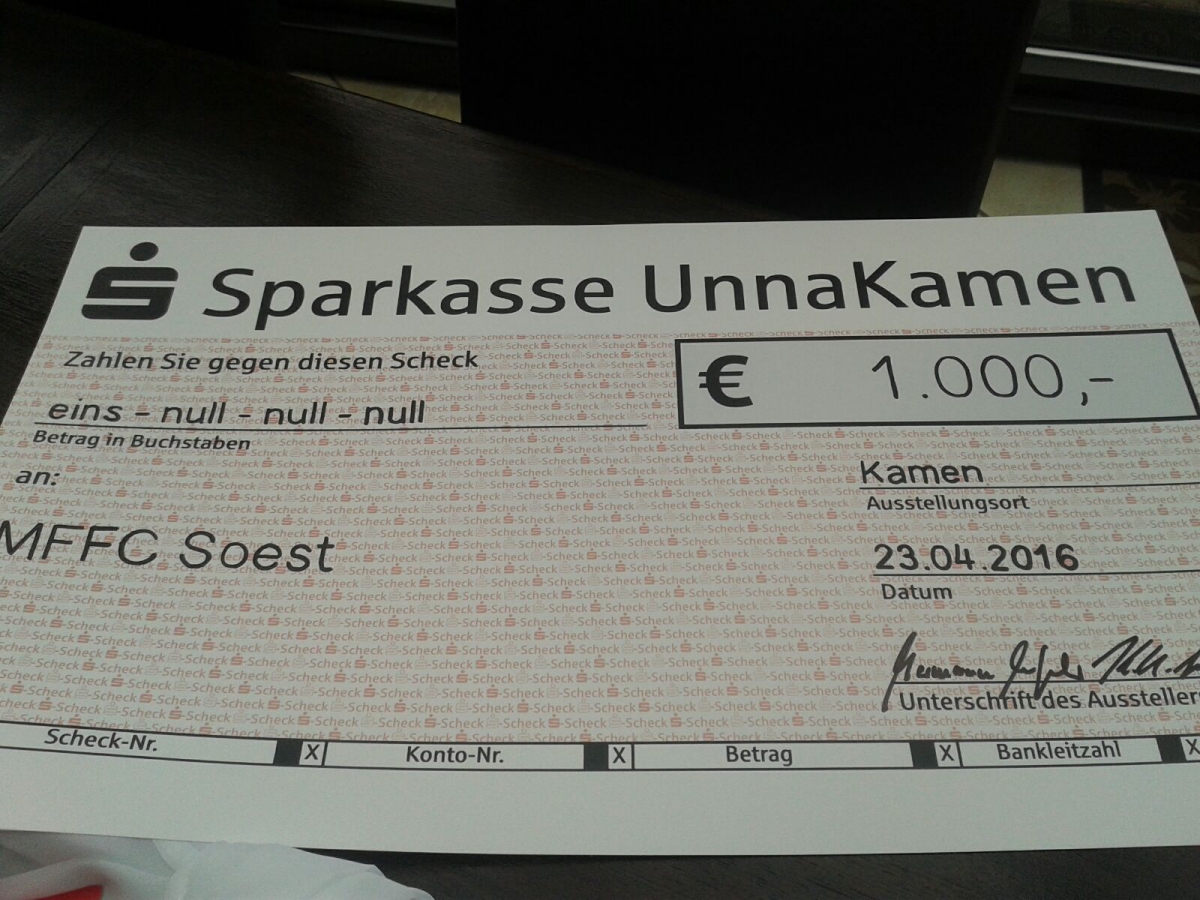 Sparkasse UnnaKamen
Zahlen Sie gegen diesen Scheck
€ 1.000,-
eins - null - null - null
Betrag in Buchstaben
an:
Kamen
Ausstellungsort
MFFC Soest
23.04.2016
Datum
Unterschrift des Aussteller
Scheck-Nr. X Konto-Nr. X Betrag X Bankleitzahl X